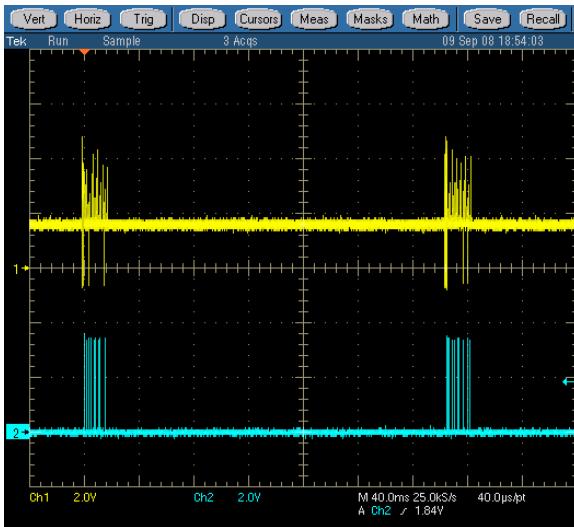 Vert Horiz Trig Disp Cursors Meas Masks Math Save Recall
Tek Run Sample 3 Acqs 09 Sep 08 18:54:03
1
2
Ch1 2.0V Ch2 2.0V M 40.0ms 25.0kS/s 40.0µs/pt
A Ch2 ∕ 1.84V